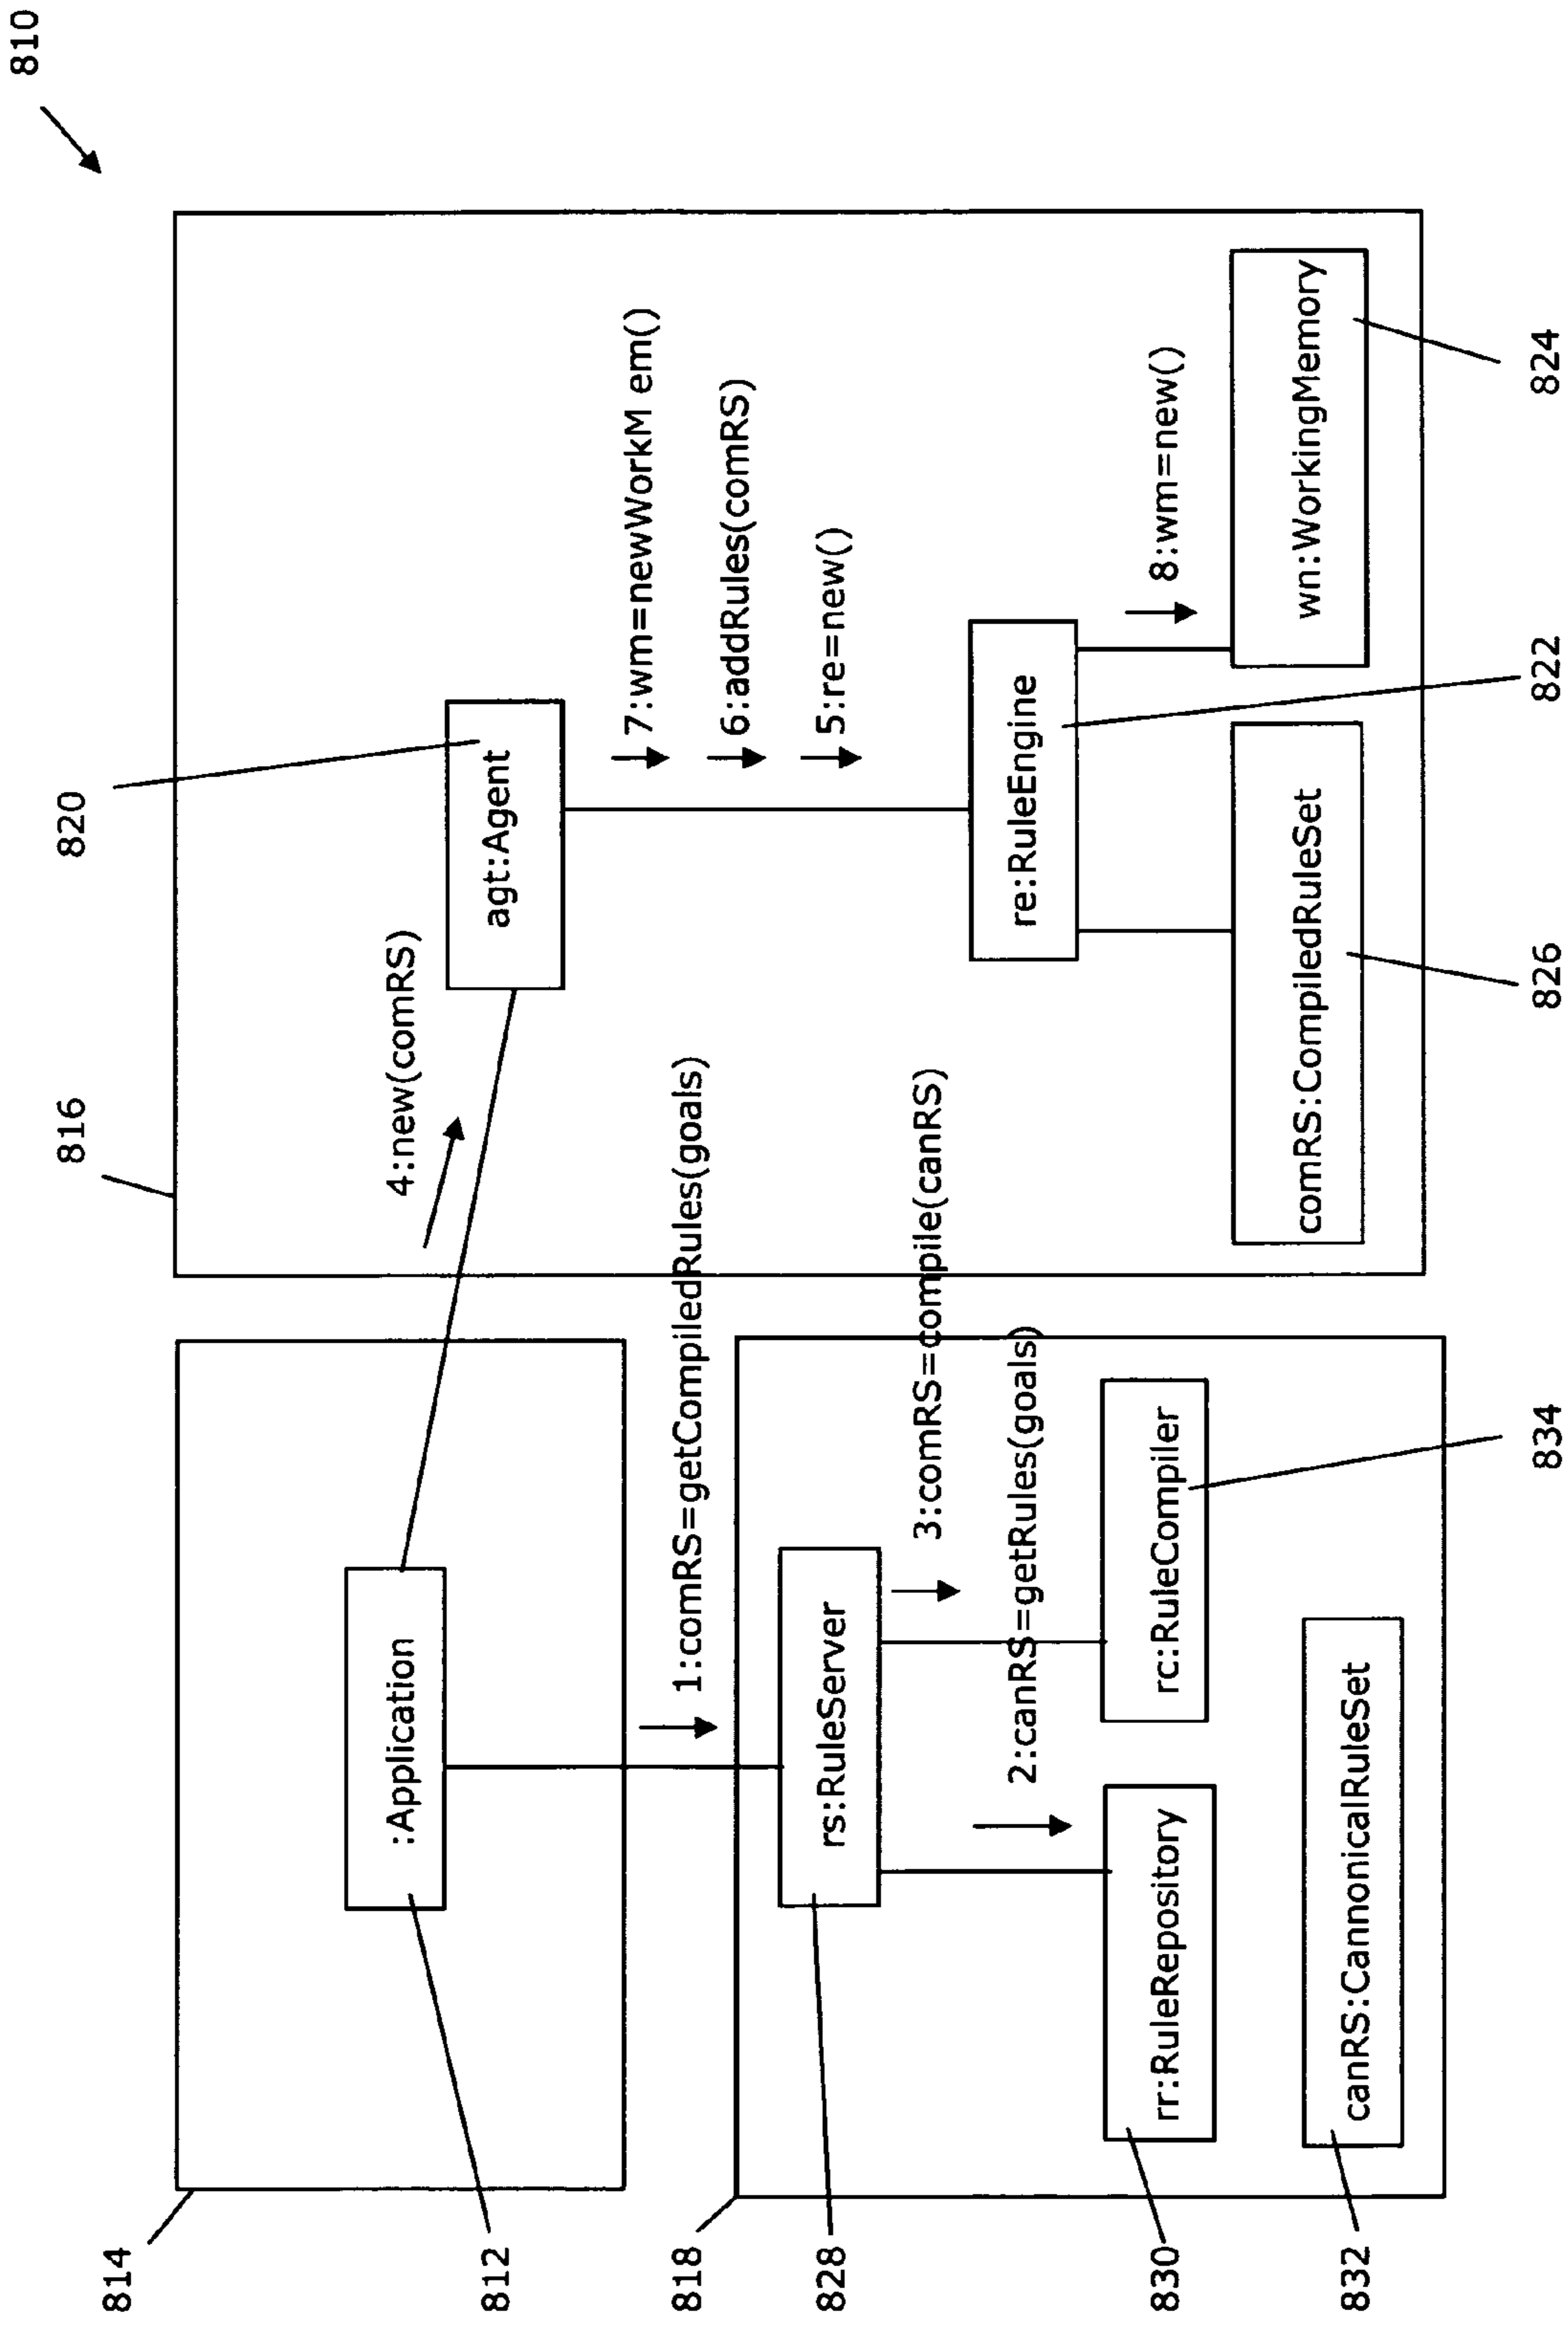 810
814
816
820
:Application
812
4:new(comRS)
agt:Agent
7:wm=newWorkM em()
6:addRules(comRS)
5:re=new()
1:comRS=getCompiledRules(goals)
818
rs:RuleServer
828
3:comRS=compile(canRS)
2:canRS=getRules(goals)
re:RuleEngine
822
8:wm=new()
rr:RuleRepository
830
rc:RuleCompiler
834
comRS:CompiledRuleSet
826
wn:WorkingMemory
824
canRS:CannonicalRuleSet
832